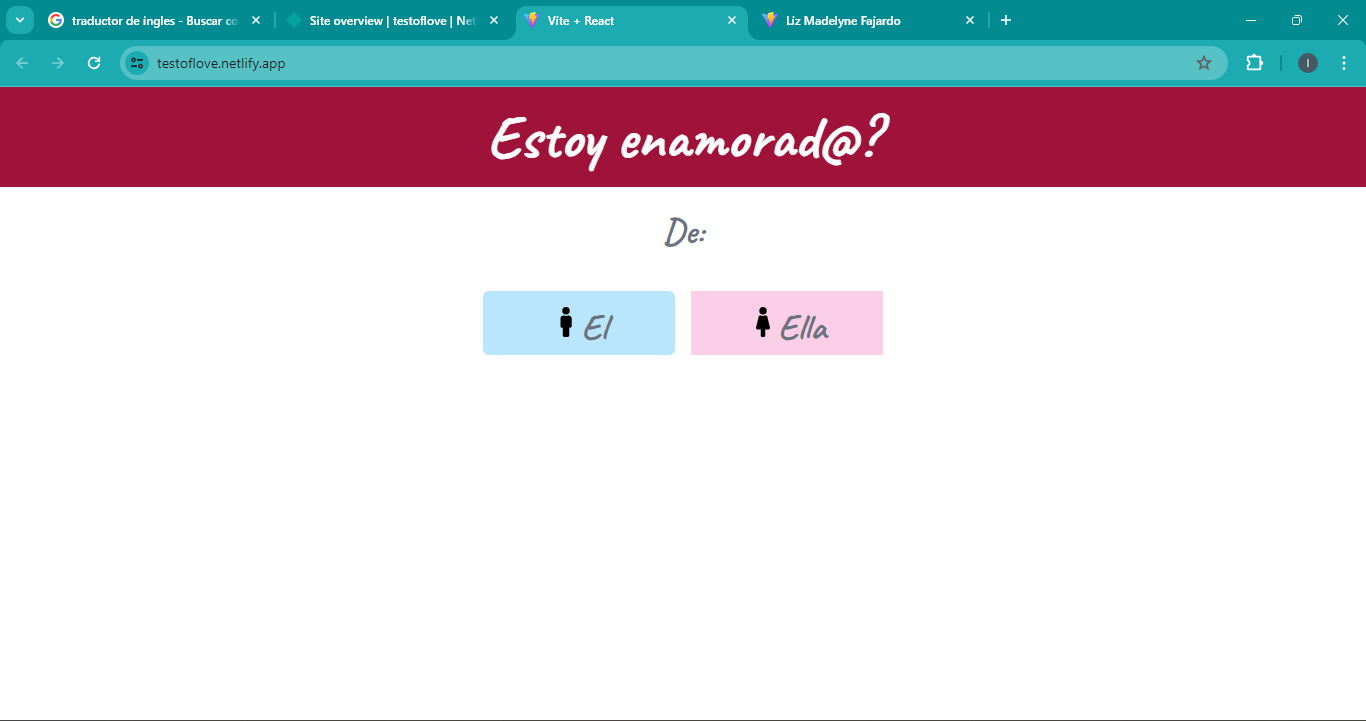 traductor de ingles - Buscar co
Site overview | testoflove | Net
Vite + React
Liz Madelyne Fajardo
testoflove.netlify.app
I
Estoy enamorad@?
De:
El
Ella